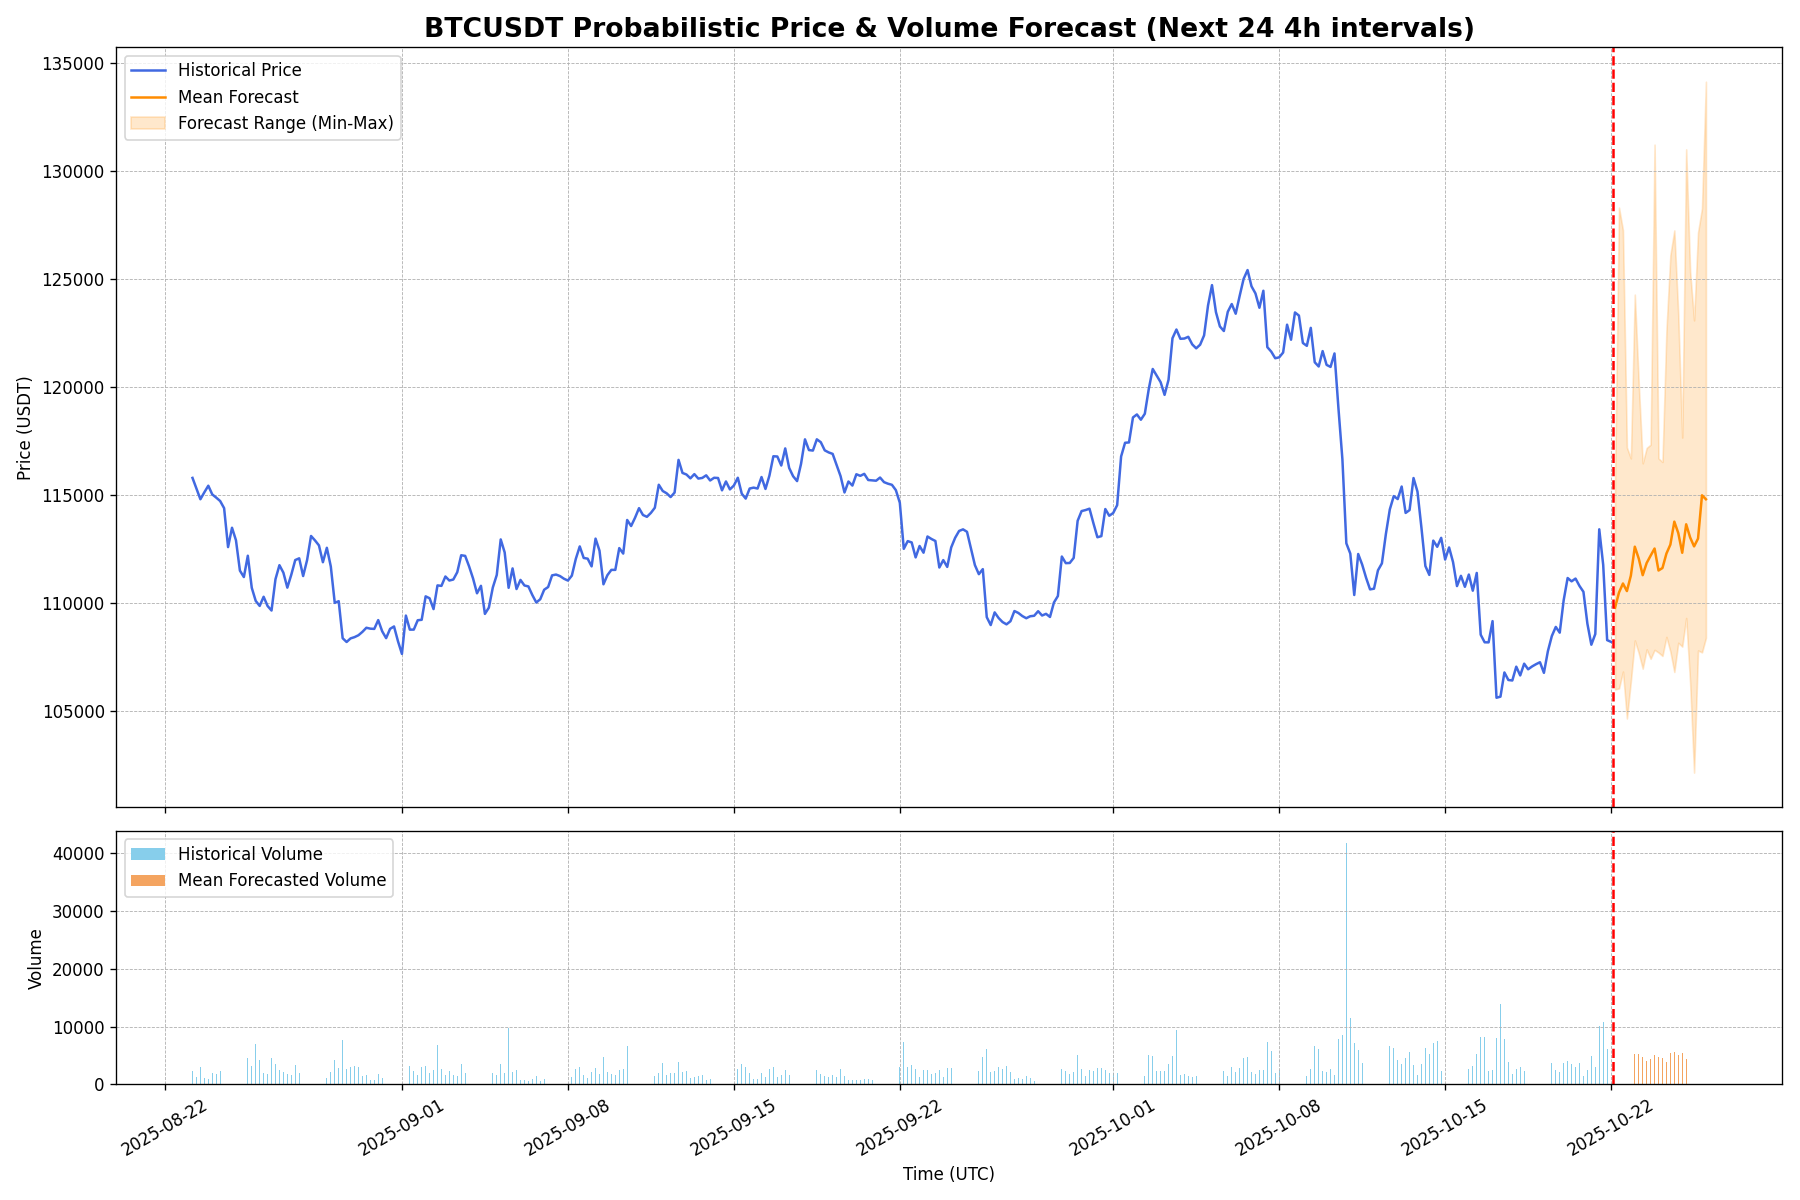 BTCUSDT Probabilistic Price & Volume Forecast (Next 24 4h intervals)
Historical Price
Mean Forecast
Forecast Range (Min-Max)
Price (USDT)
135000
130000
125000
120000
115000
110000
105000
Historical Volume
Mean Forecasted Volume
Volume
40000
30000
20000
10000
0
2025-08-22
2025-09-01
2025-09-08
2025-09-15
2025-09-22
2025-10-01
2025-10-08
2025-10-15
2025-10-22
Time (UTC)